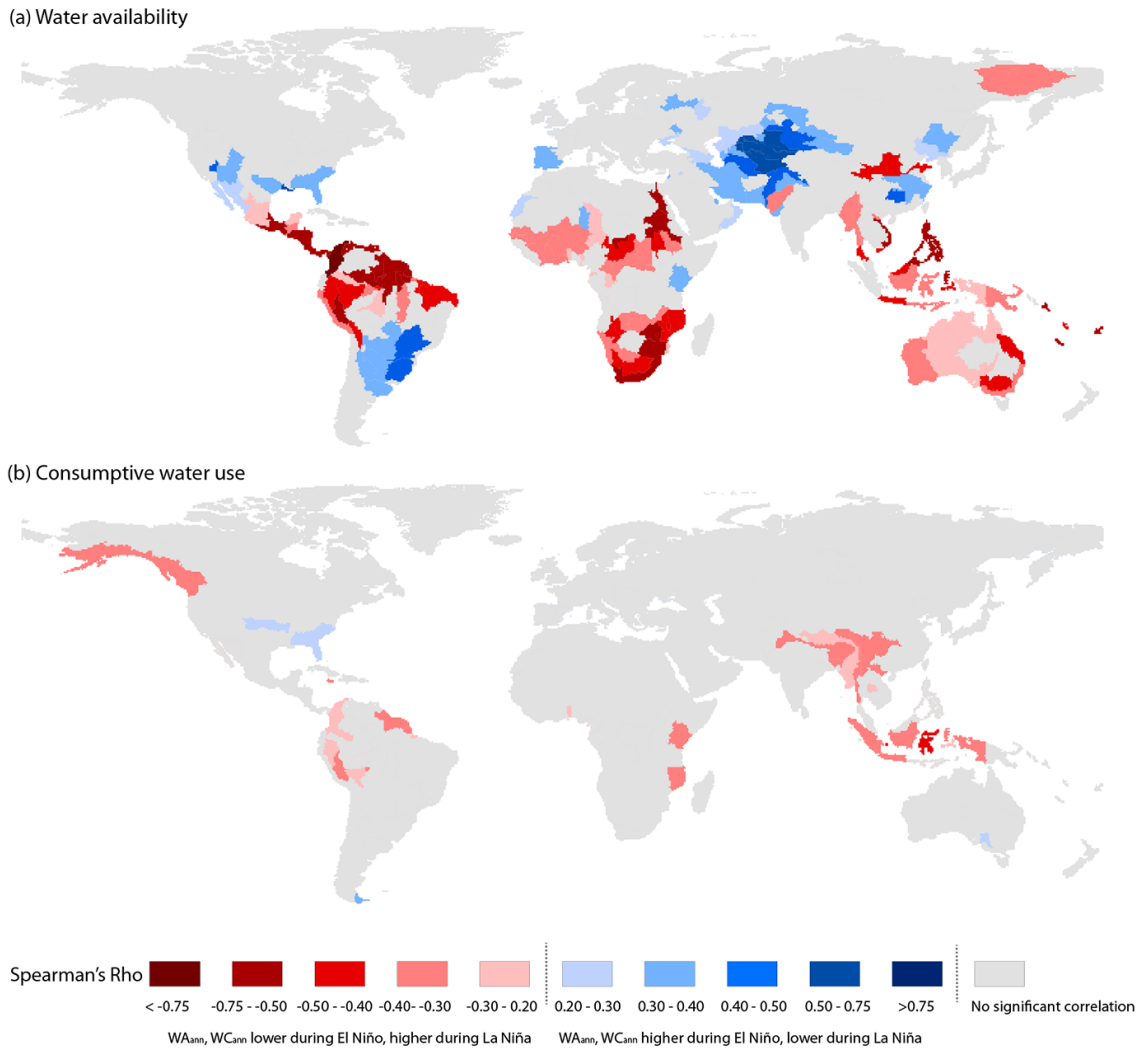 (a) Water availability
(b) Consumptive water use
Spearman's Rho
< -0.75
-0.75 - -0.50
-0.50 - -0.40
-0.40 - -0.30
-0.30 - -0.20
0.20 - 0.30
0.30 - 0.40
0.40 - 0.50
0.50 - 0.75
>0.75
No significant correlation
WAann, WCann lower during El Niño, higher during La Niña
WAann, WCann higher during El Niño, lower during La Niña